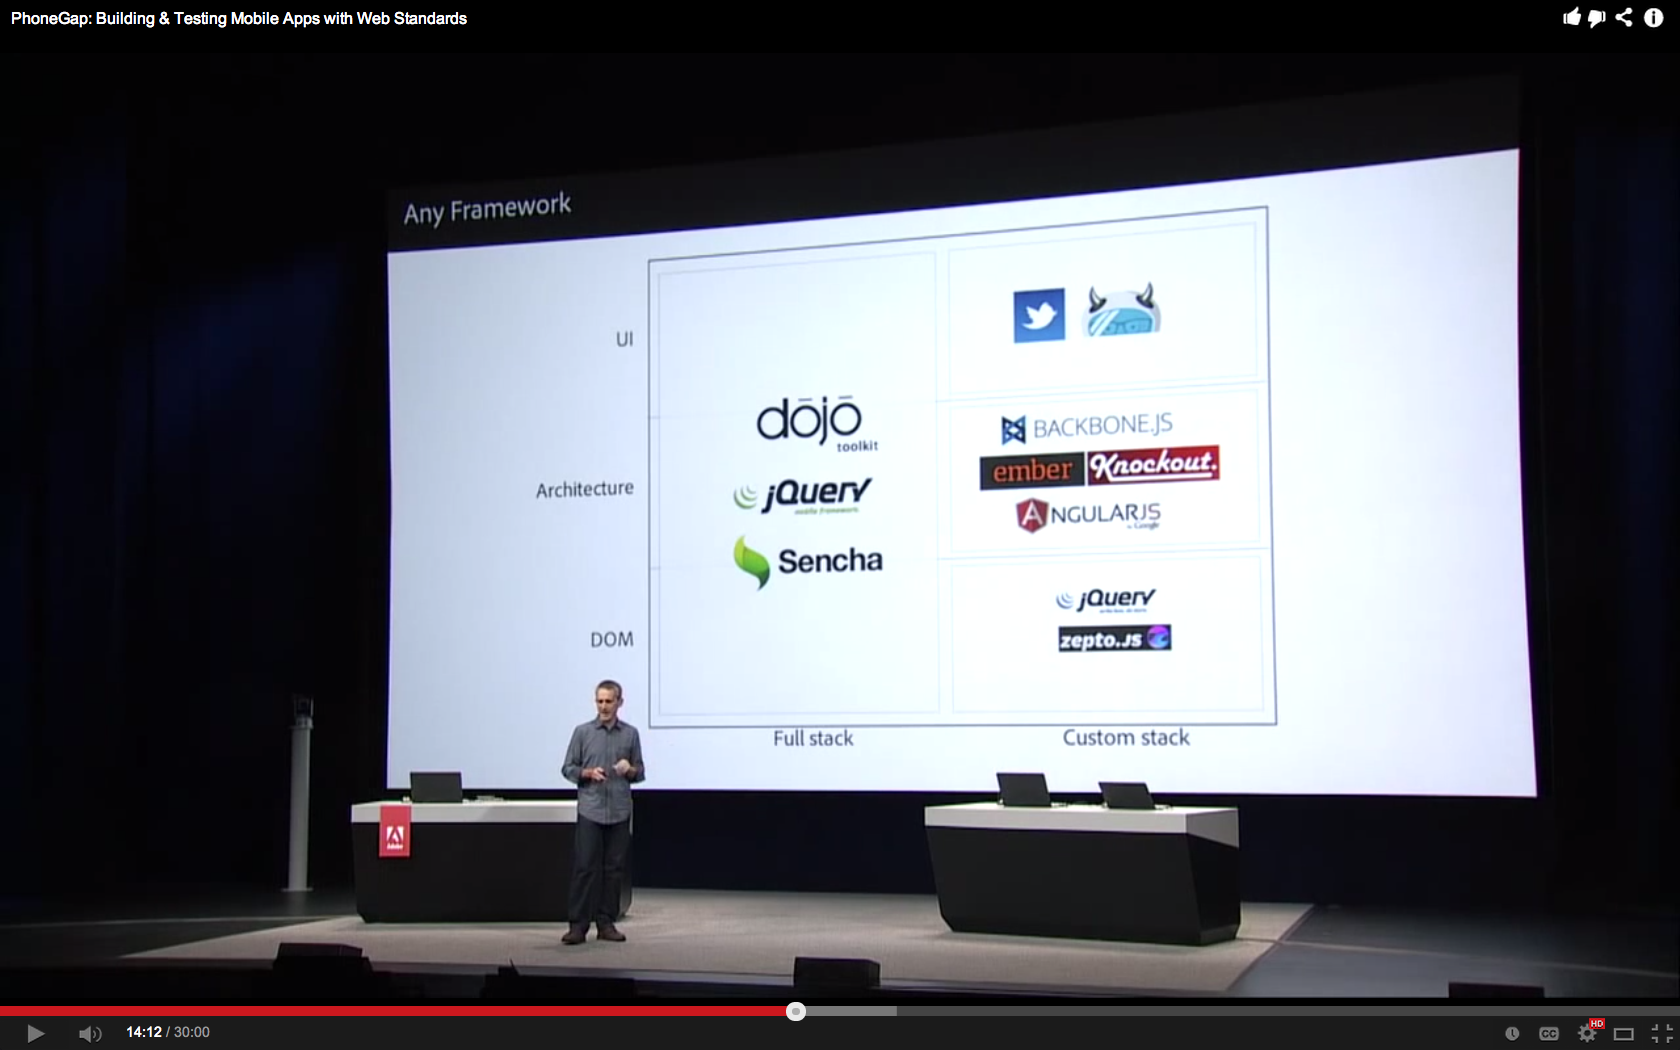 PhoneGap: Building & Testing Mobile Apps with Web Standards
Any Framework
UI
Architecture
DOM
dōjō
toolkit
jQuery
mobile framework
Sencha
BACKBONE.JS
ember
Knockout.
ANGULARJS
by Google
jQuery
zepto.js
Full stack
Custom stack
Adobe
14:12 / 30:00
CC
HD